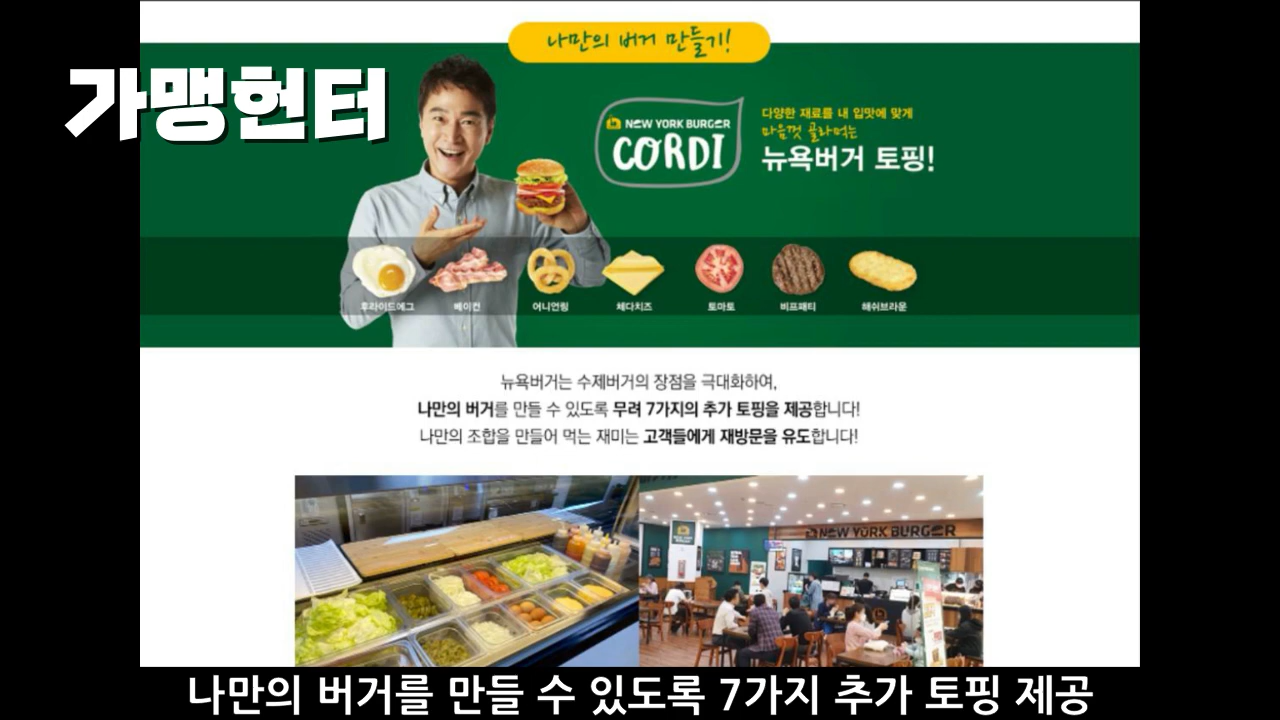 나만의 버거 만들기!
가맹헌터
NEW YORK BURGER
CORDI
다양한 재료를 내 입맛에 맞게
마음껏 골라먹는
뉴욕버거 토핑!
후라이드에그 베이컨 어니언링 체다치즈 토마토 비프패티 해쉬브라운
뉴욕버거는 수제버거의 장점을 극대화하여,
나만의 버거를 만들 수 있도록 무려 7가지의 추가 토핑을 제공합니다!
나만의 조합을 만들어 먹는 재미는 고객들에게 재방문을 유도합니다!
NEW YORK BURGER
나만의 버거를 만들 수 있도록 7가지 추가 토핑 제공